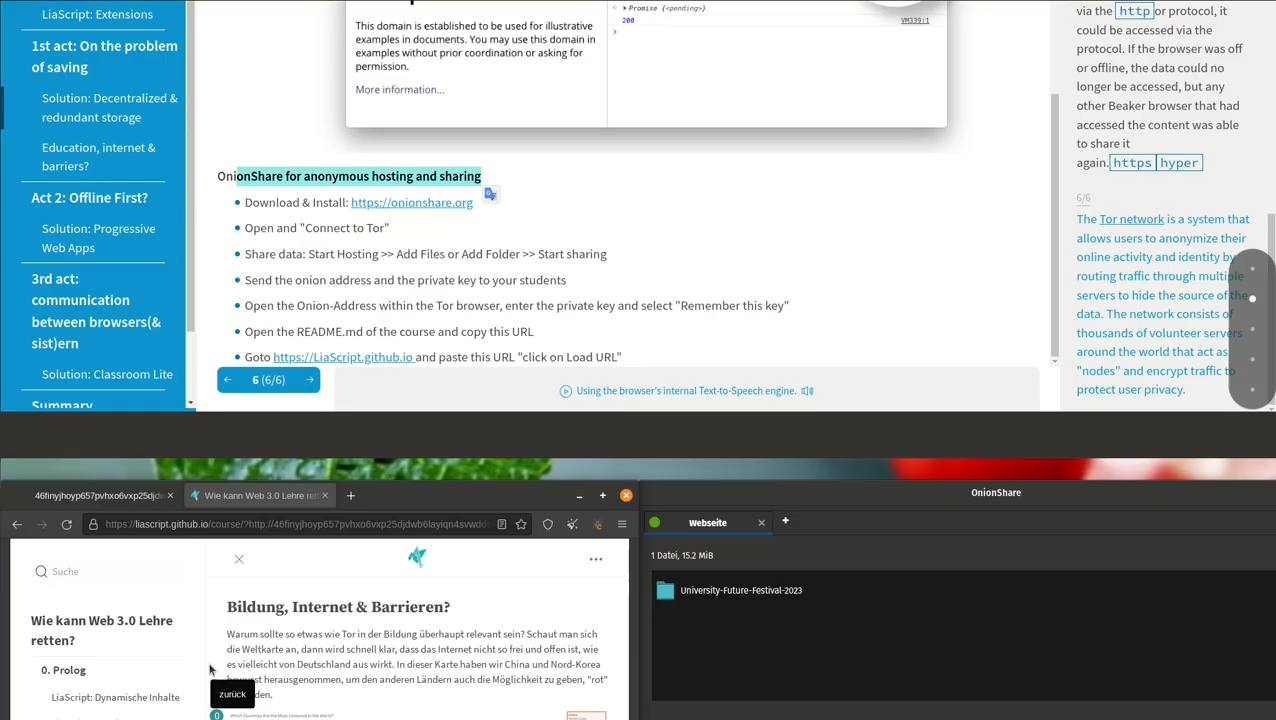 LiaScript: Extensions
1st act: On the problem
of saving
Solution: Decentralized &
redundant storage
Education, internet &
barriers?
Act 2: Offline First?
Solution: Progressive
Web Apps
3rd act:
communication
between browsers(&
sist)ern
Solution: Classroom Lite
Summary
This domain is established to be used for illustrative
examples in documents. You may use this domain in
examples without prior coordination or asking for
permission.
More information...
Promise {<pending>}
200
VM339:1
OnionShare for anonymous hosting and sharing
Download & Install: https://onionshare.org
Open and "Connect to Tor"
Share data: Start Hosting >> Add Files or Add Folder >> Start sharing
Send the onion address and the private key to your students
Open the Onion-Address within the Tor browser, enter the private key and select "Remember this key"
Open the README.md of the course and copy this URL
Goto https://LiaScript.github.io and paste this URL "click on Load URL"
← 6 (6/6) →
Using the browser's internal Text-to-Speech engine.
via the http or protocol, it
could be accessed via the
protocol. If the browser was off
or offline, the data could no
longer be accessed, but any
other Beaker browser that had
accessed the content was able
to share it
again. https hyper
6/6
The Tor network is a system that
allows users to anonymize their
online activity and identity by
routing traffic through multiple
servers to hide the source of the
data. The network consists of
thousands of volunteer servers
around the world that act as
"nodes" and encrypt traffic to
protect user privacy.
46finyjhoyp657pvhxo6vxp25djdw
Wie kann Web 3.0 Lehre ret
https://liascript.github.io/course/?http://46finyjhoyp657pvhxo6vxp25djdwb6layiqn4svwdd
Suche
Wie kann Web 3.0 Lehre
retten?
0. Prolog
LiaScript: Dynamische Inhalte
Bildung, Internet & Barrieren?
Warum sollte so etwas wie Tor in der Bildung überhaupt relevant sein? Schaut man sich
die Weltkarte an, dann wird schnell klar, dass das Internet nicht so frei und offen ist, wie
es vielleicht von Deutschland aus wirkt. In dieser Karte haben wir China und Nord-Korea
bewusst herausgenommen, um den anderen Ländern auch die Möglichkeit zu geben, "rot"
den.
zurück
Which Countries Are the Most Censored in the World?
OnionShare
Webseite
1 Datei, 15.2 MiB
University-Future-Festival-2023